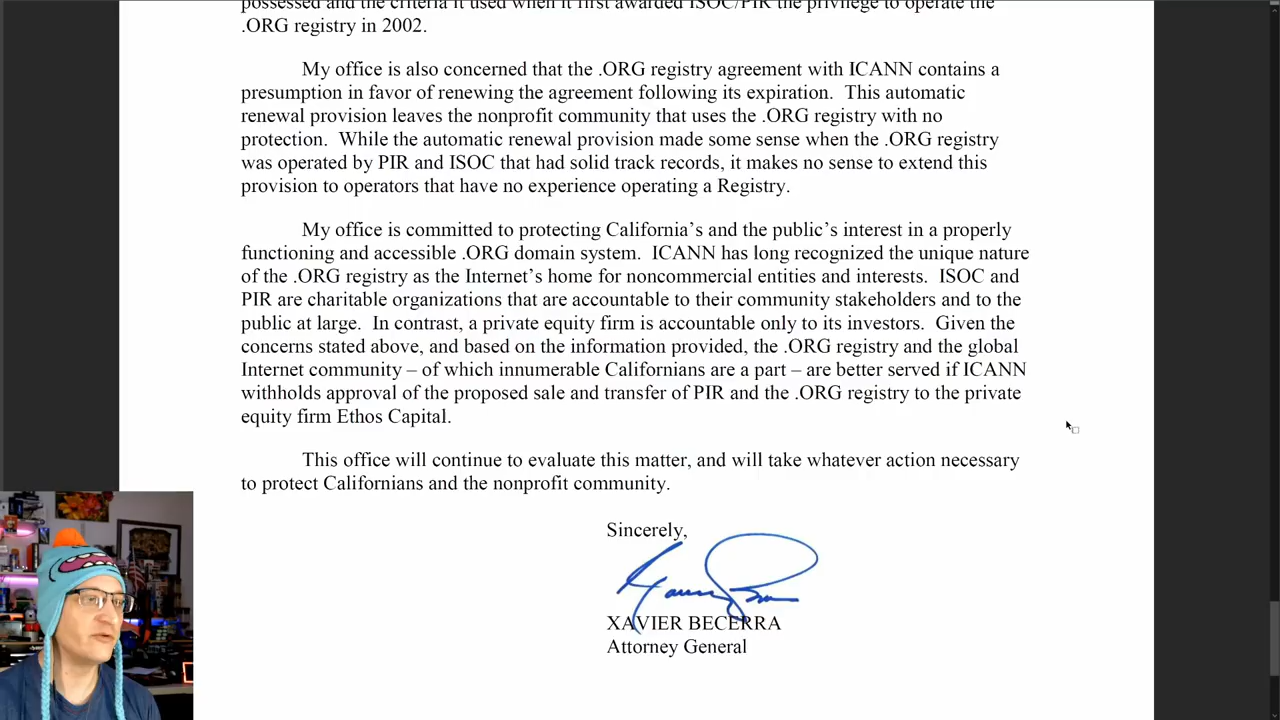 possessed and the criteria it used when it first awarded ISOC/PIR the privilege to operate the
.ORG registry in 2002.
My office is also concerned that the .ORG registry agreement with ICANN contains a
presumption in favor of renewing the agreement following its expiration.  This automatic
renewal provision leaves the nonprofit community that uses the .ORG registry with no
protection.  While the automatic renewal provision made some sense when the .ORG registry
was operated by PIR and ISOC that had solid track records, it makes no sense to extend this
provision to operators that have no experience operating a Registry.
My office is committed to protecting California’s and the public’s interest in a properly
functioning and accessible .ORG domain system.  ICANN has long recognized the unique nature
of the .ORG registry as the Internet’s home for noncommercial entities and interests.  ISOC and
PIR are charitable organizations that are accountable to their community stakeholders and to the
public at large.  In contrast, a private equity firm is accountable only to its investors.  Given the
concerns stated above, and based on the information provided, the .ORG registry and the global
Internet community – of which innumerable Californians are a part – are better served if ICANN
withholds approval of the proposed sale and transfer of PIR and the .ORG registry to the private
equity firm Ethos Capital.
This office will continue to evaluate this matter, and will take whatever action necessary
to protect Californians and the nonprofit community.
Sincerely,
XAVIER BECERRA
Attorney General